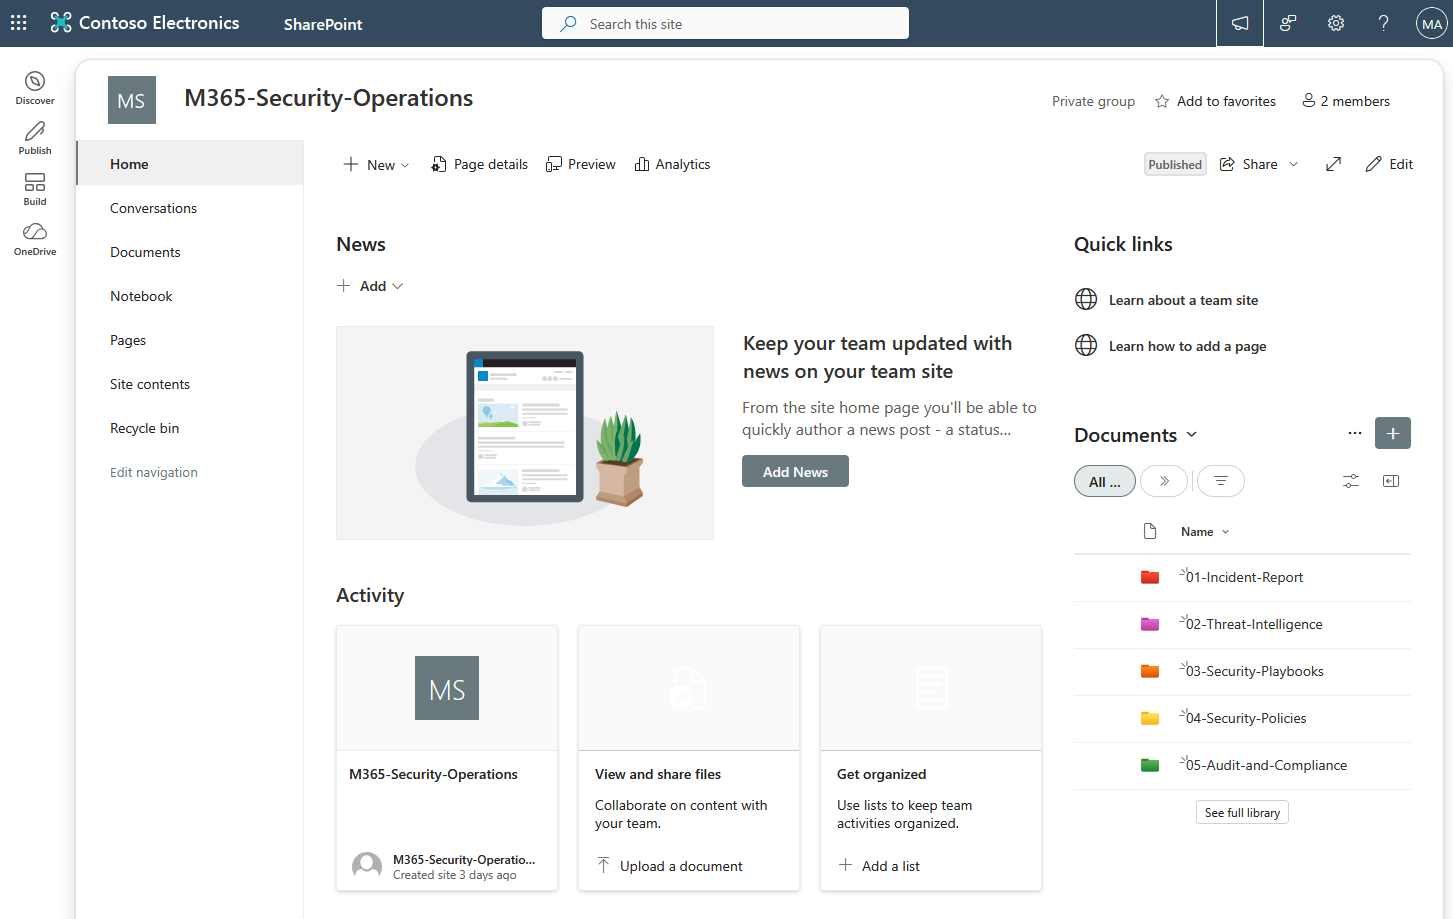 Contoso Electronics
SharePoint
Search this site
MA
Discover
Publish
Build
OneDrive
MS
M365-Security-Operations
Private group
Add to favorites
2 members
Home
Conversations
Documents
Notebook
Pages
Site contents
Recycle bin
Edit navigation
New
Page details
Preview
Analytics
Published
Share
Edit
News
Add
Keep your team updated with
news on your team site
From the site home page you'll be able to
quickly author a news post - a status...
Add News
Activity
MS
M365-Security-Operations
M365-Security-Operatio...
Created site 3 days ago
View and share files
Collaborate on content with
your team.
Upload a document
Get organized
Use lists to keep team
activities organized.
Add a list
Quick links
Learn about a team site
Learn how to add a page
Documents
All ...
Name
01-Incident-Report
02-Threat-Intelligence
03-Security-Playbooks
04-Security-Policies
05-Audit-and-Compliance
See full library